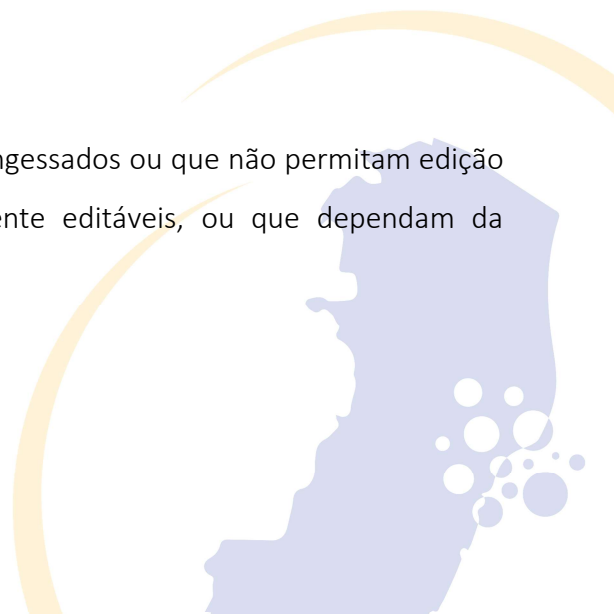 ngessados ou que não permitam edição
ente editáveis, ou que dependam da